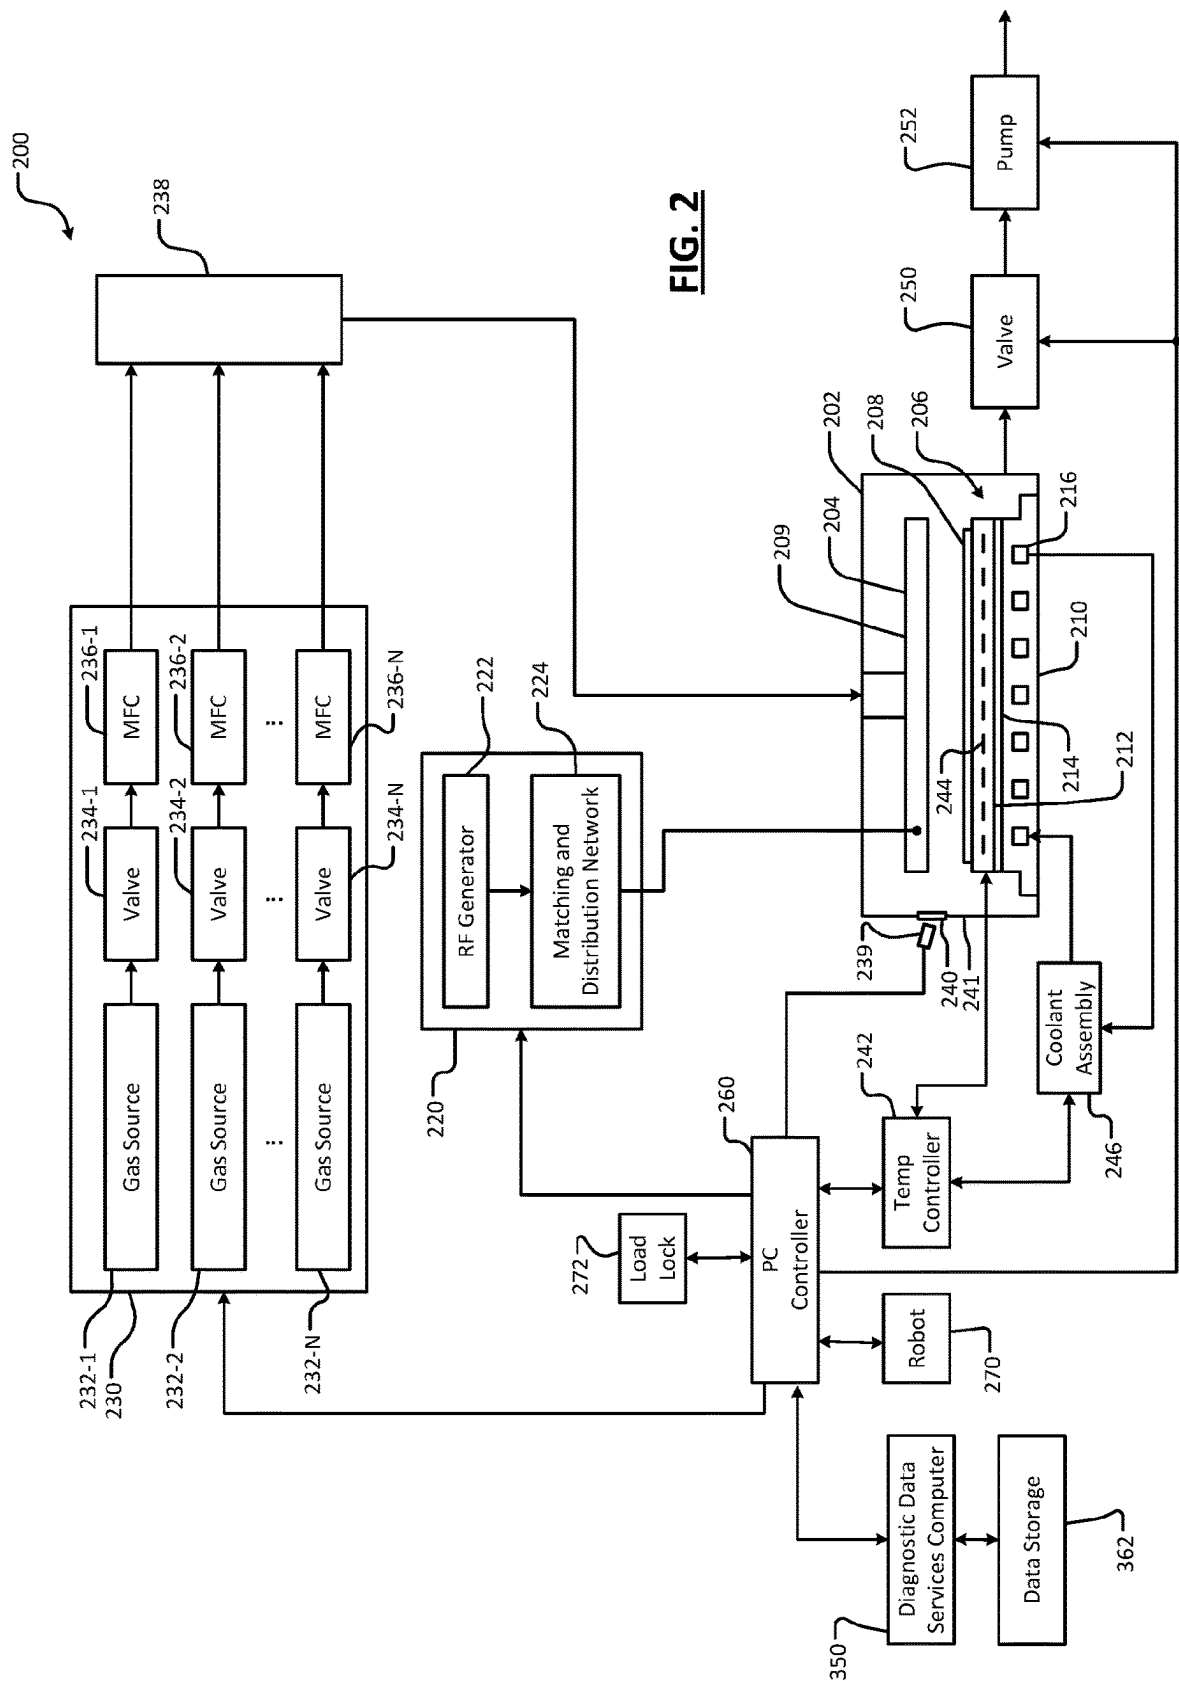 200
238
236-1
MFC
236-2
MFC
...
MFC
236-N
234-1
Valve
234-2
Valve
...
Valve
234-N
Gas Source
Gas Source
...
Gas Source
232-1
230
232-2
232-N
222
224
RF Generator
Matching and
Distribution Network
220
FIG. 2
252
Pump
250
Valve
202
208
206
204
209
216
210
244
214
212
239
240
241
Coolant
Assembly
246
242
Temp
Controller
260
PC
Controller
272
Load
Lock
Robot
270
Diagnostic Data
Services Computer
350
Data Storage
362